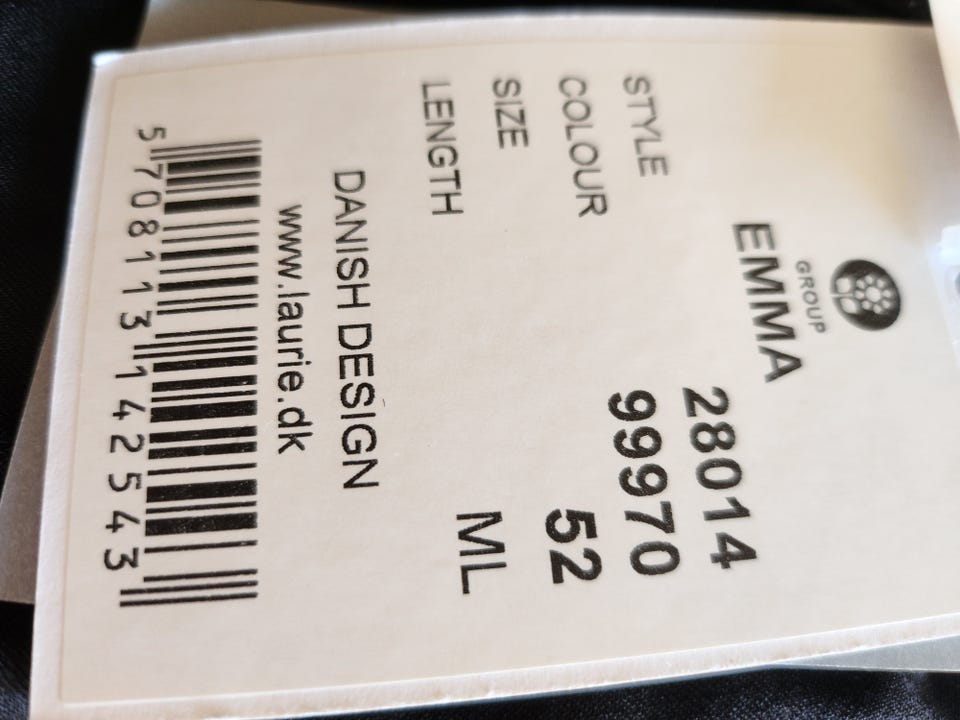 GROUP
EMMA
STYLE 28014
COLOUR 99970
SIZE 52
LENGTH ML
DANISH DESIGN
www.laurie.dk
5 708113 142543